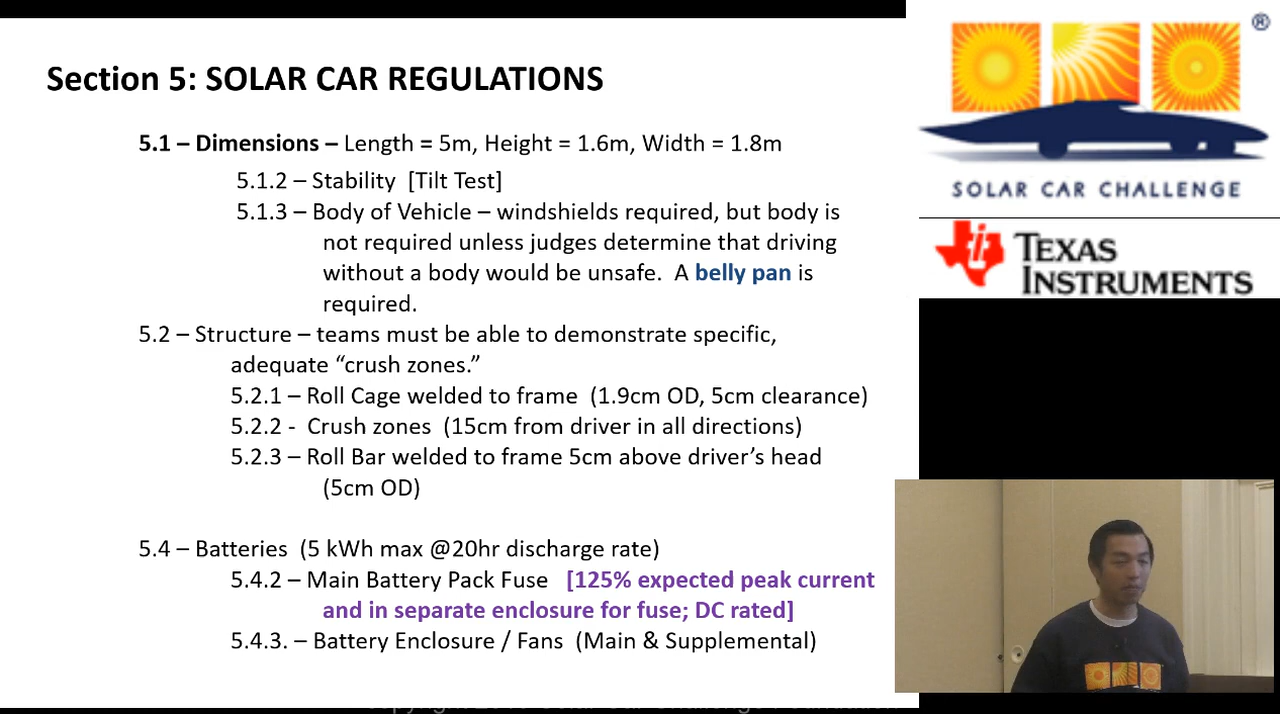 Section 5: SOLAR CAR REGULATIONS
5.1 – Dimensions – Length = 5m, Height = 1.6m, Width = 1.8m
5.1.2 – Stability [Tilt Test]
5.1.3 – Body of Vehicle – windshields required, but body is
not required unless judges determine that driving
without a body would be unsafe. A belly pan is
required.
5.2 – Structure – teams must be able to demonstrate specific,
adequate “crush zones.”
5.2.1 – Roll Cage welded to frame (1.9cm OD, 5cm clearance)
5.2.2 - Crush zones (15cm from driver in all directions)
5.2.3 – Roll Bar welded to frame 5cm above driver’s head
(5cm OD)
5.4 – Batteries (5 kWh max @20hr discharge rate)
5.4.2 – Main Battery Pack Fuse [125% expected peak current
and in separate enclosure for fuse; DC rated]
5.4.3. – Battery Enclosure / Fans (Main & Supplemental)
®
SOLAR CAR CHALLENGE
TEXAS
INSTRUMENTS